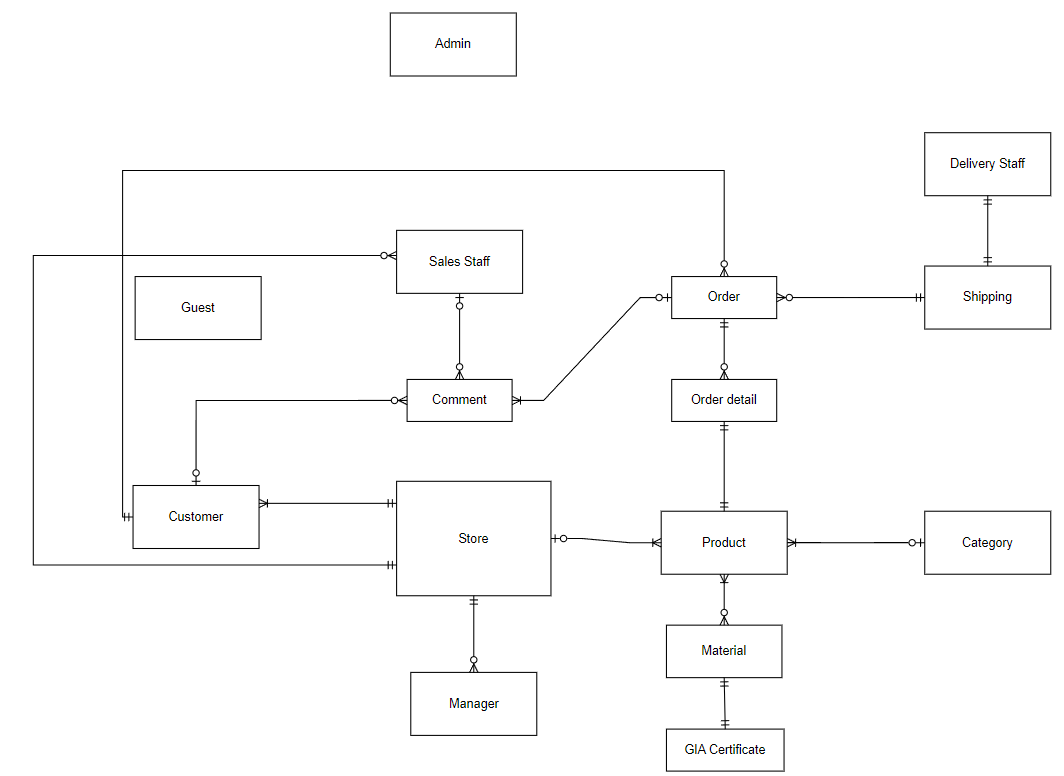 Admin
Delivery Staff
Sales Staff
Guest
Order
Shipping
Comment
Order detail
Customer
Store
Product
Category
Material
Manager
GIA Certificate